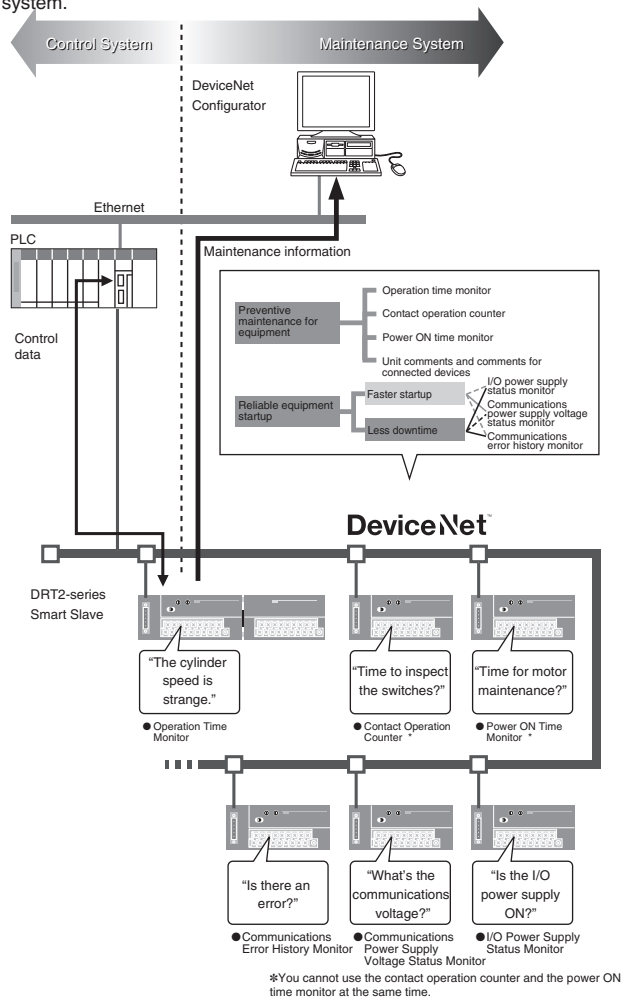 system.
Control System
Maintenance System
DeviceNet
Configurator
Ethernet
PLC
Maintenance information
Control
data
Preventive
maintenance for
equipment
Operation time monitor
Contact operation counter
Power ON time monitor
Unit comments and comments for
connected devices
Reliable equipment
startup
Faster startup
Less downtime
I/O power supply
status monitor
Communications
power supply voltage
status monitor
Communications
error history monitor
DeviceNet™
DRT2-series
Smart Slave
“The cylinder
speed is
strange.”
● Operation Time
Monitor
“Time to inspect
the switches?”
● Contact Operation
Counter *
“Time for motor
maintenance?”
● Power ON Time
Monitor *
“Is there an
error?”
● Communications
Error History Monitor
“What's the
communications
voltage?”
● Communications
Power Supply
Voltage Status Monitor
“Is the I/O
power supply
ON?”
● I/O Power Supply
Status Monitor
✽You cannot use the contact operation counter and the power ON
time monitor at the same time.